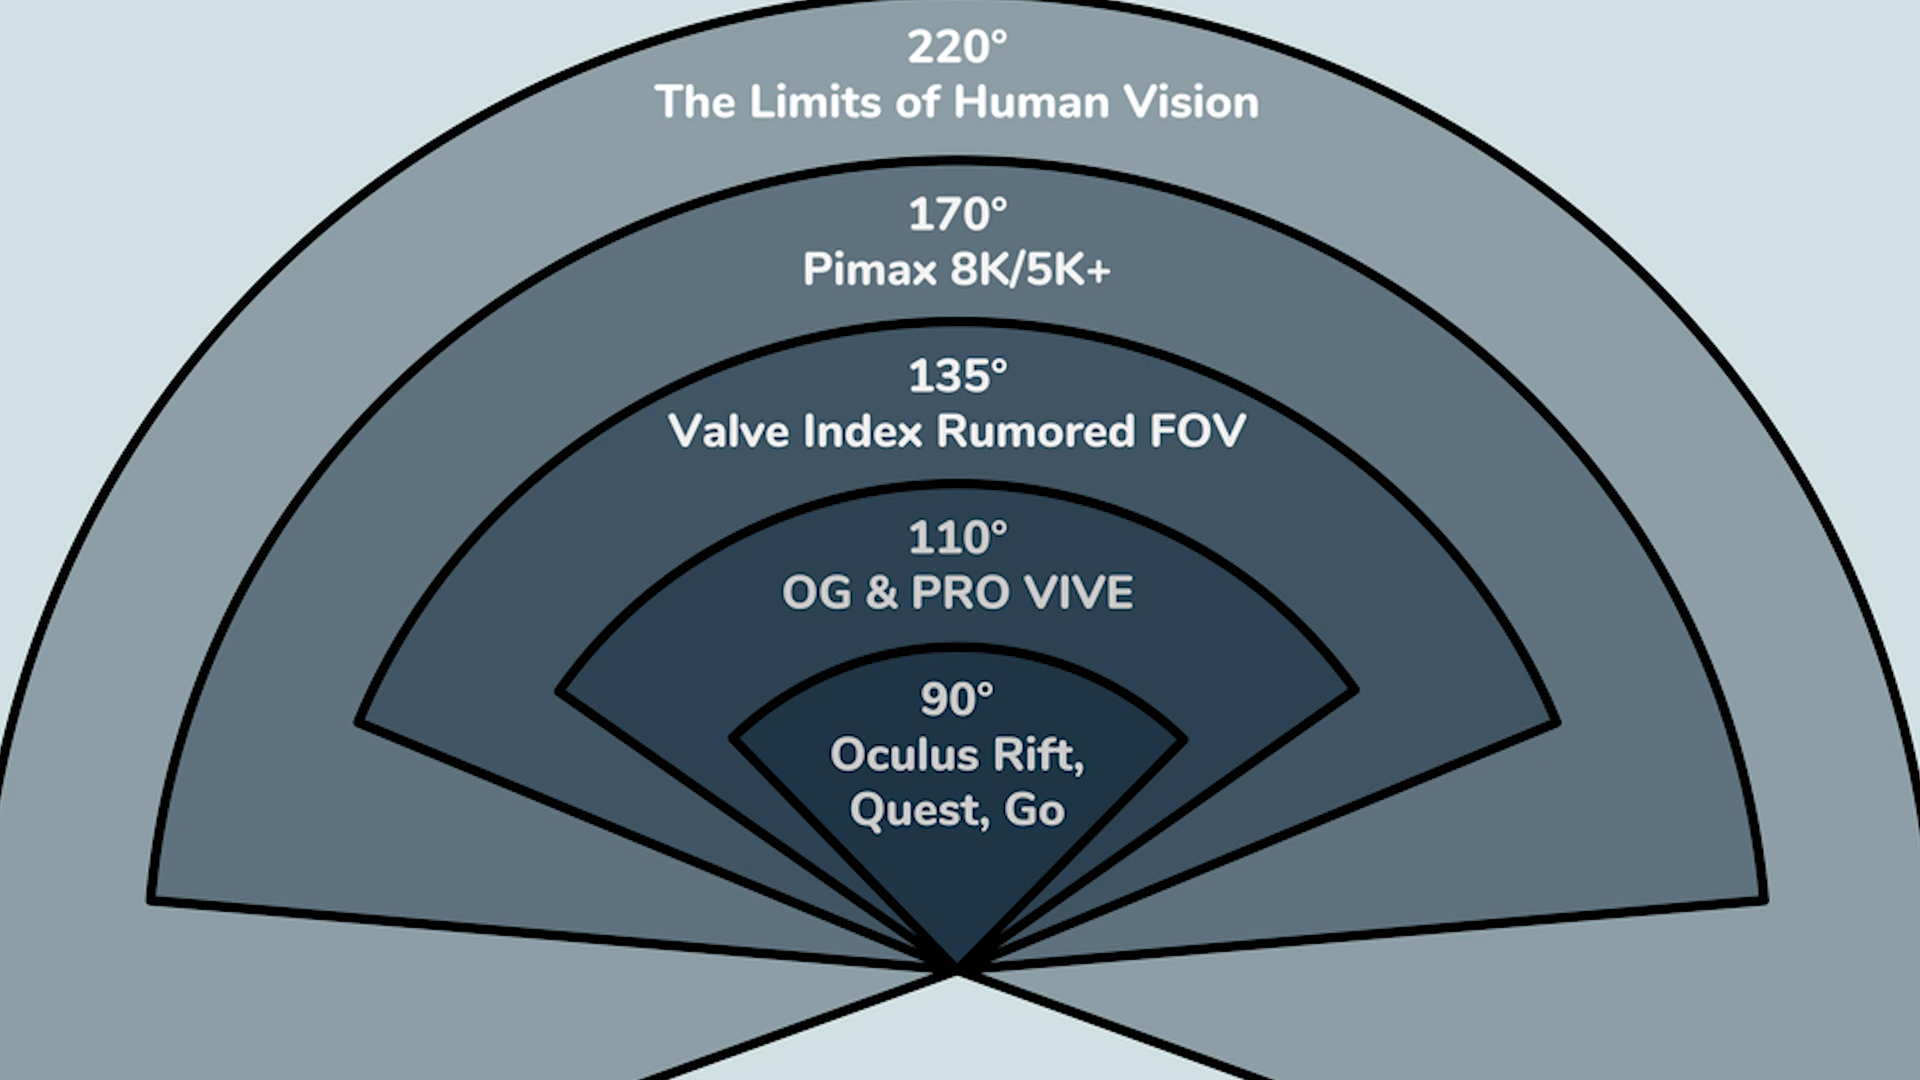 220°
The Limits of Human Vision
170°
Pimax 8K/5K+
135°
Valve Index Rumored FOV
110°
OG & PRO VIVE
90°
Oculus Rift,
Quest, Go